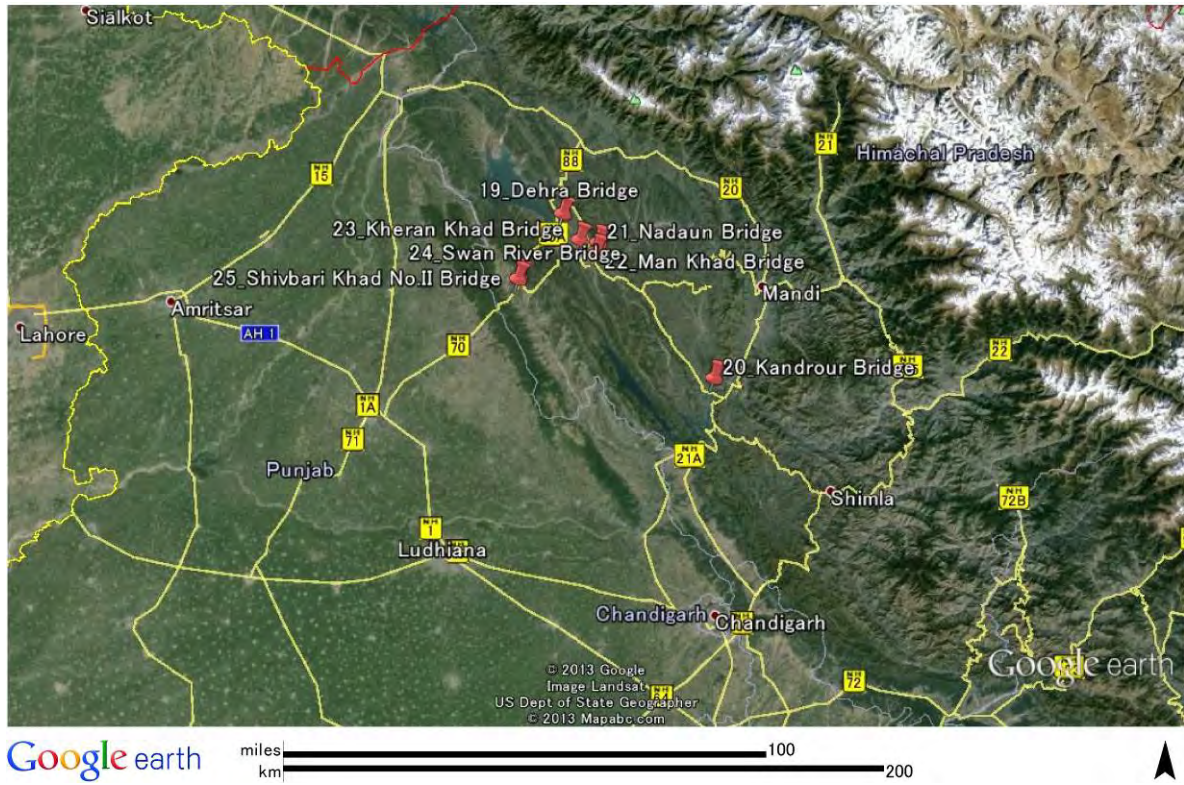 Sialkot
NH
15
NH
88
NH
20
NH
21
Himachal Pradesh
19_Dehra Bridge
23_Kheran Khad Bridge
21_Nadaun Bridge
24_Swan River Bridge
22_Man Khad Bridge
25_Shivbari Khad No.II Bridge
Mandi
Amritsar
Lahore
AH 1
NH
70
NH
22
20_Kandrour Bridge
NH
1A
NH
71
NH
21A
Punjab
Shimla
NH
72B
NH
1
Ludhiana
Chandigarh
Chandigarh
NH
72
64
© 2013 Google
Image Landsat
US Dept of State Geographer
© 2013 Mapabc.com
Google earth
Google earth
miles
100
km
200